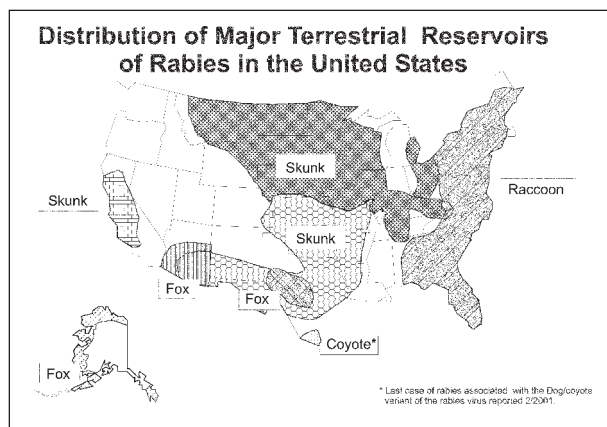 Distribution of Major Terrestrial Reservoirs
of Rabies in the United States
Skunk
Raccoon
Skunk
Skunk
Fox
Fox
Coyote*
Fox
* Last case of rabies associated with the Dog/coyote
variant of the rabies virus reported 2/2001.